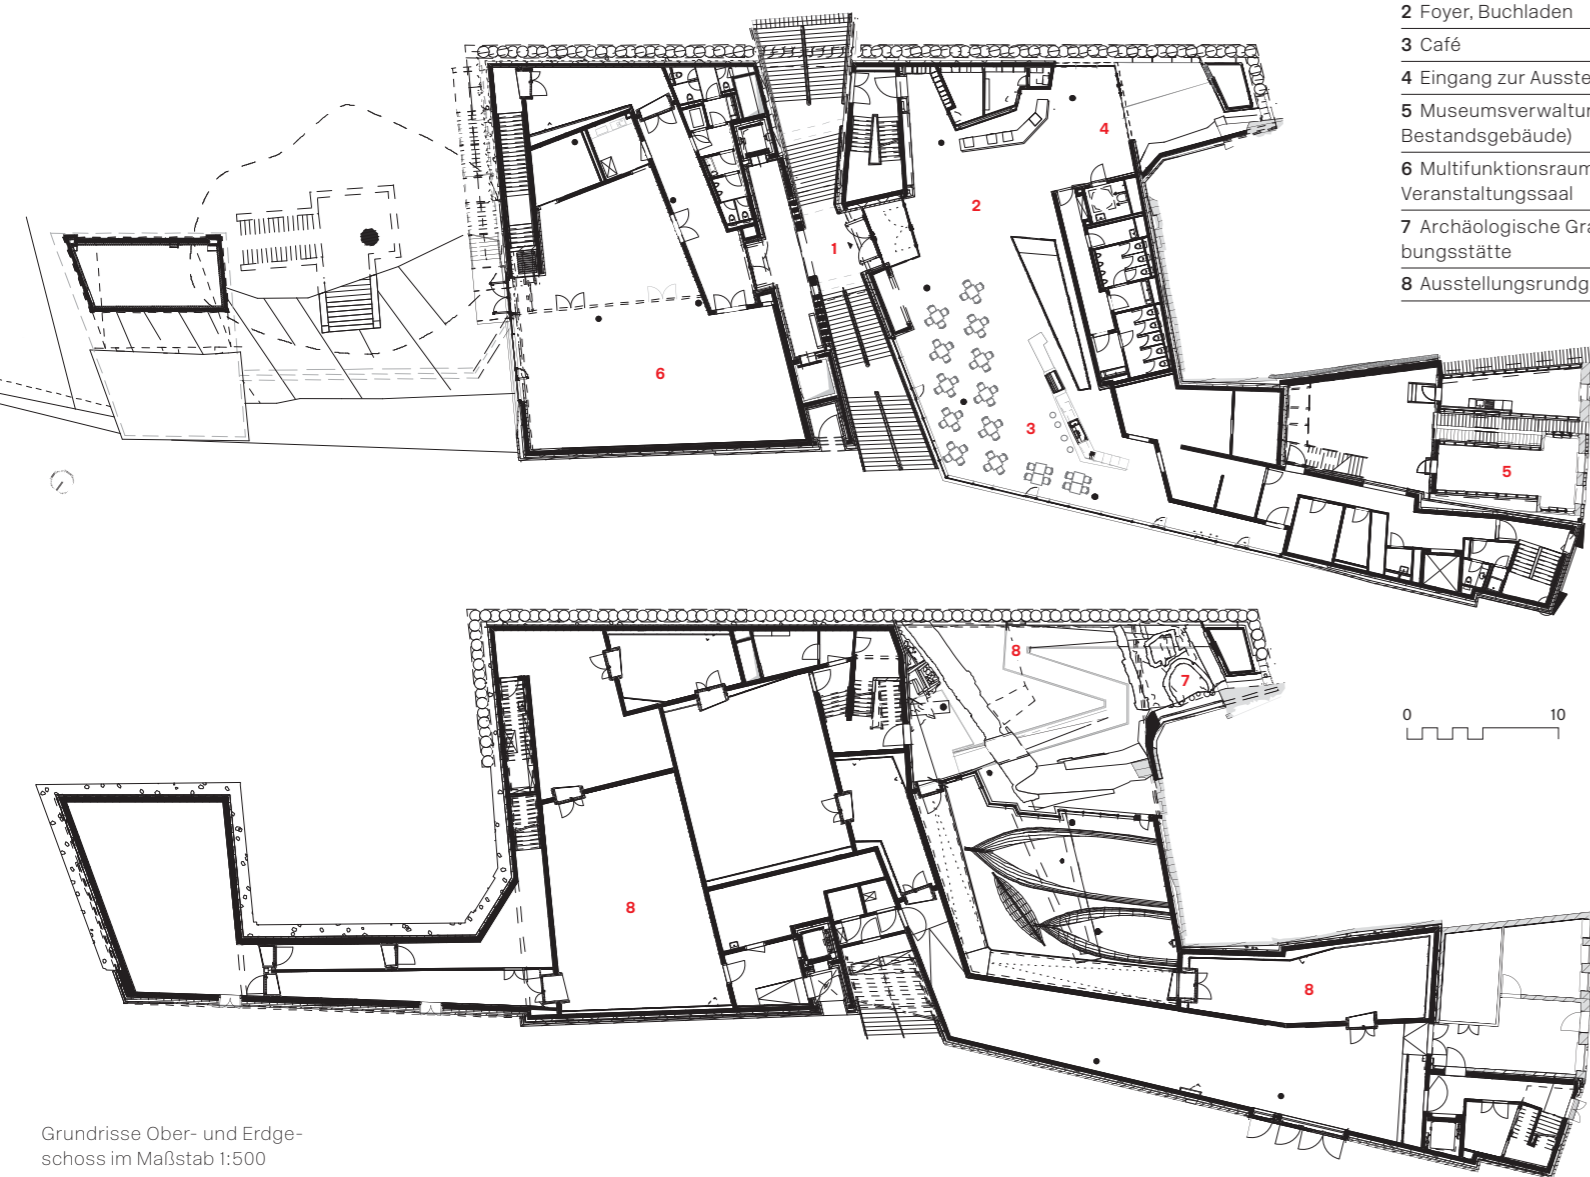 2 Foyer, Buchladen
3 Café
4 Eingang zur Ausste
5 Museumsverwaltu
Bestandsgebäude)
6 Multifunktionsraum
Veranstaltungssaal
7 Archäologische Gra
bungsstätte
8 Ausstellungsrundg
4
2
1
6
3
5
8
7
0 10
8
8
Grundrisse Ober- und Erdge-
schoss im Maßstab 1:500